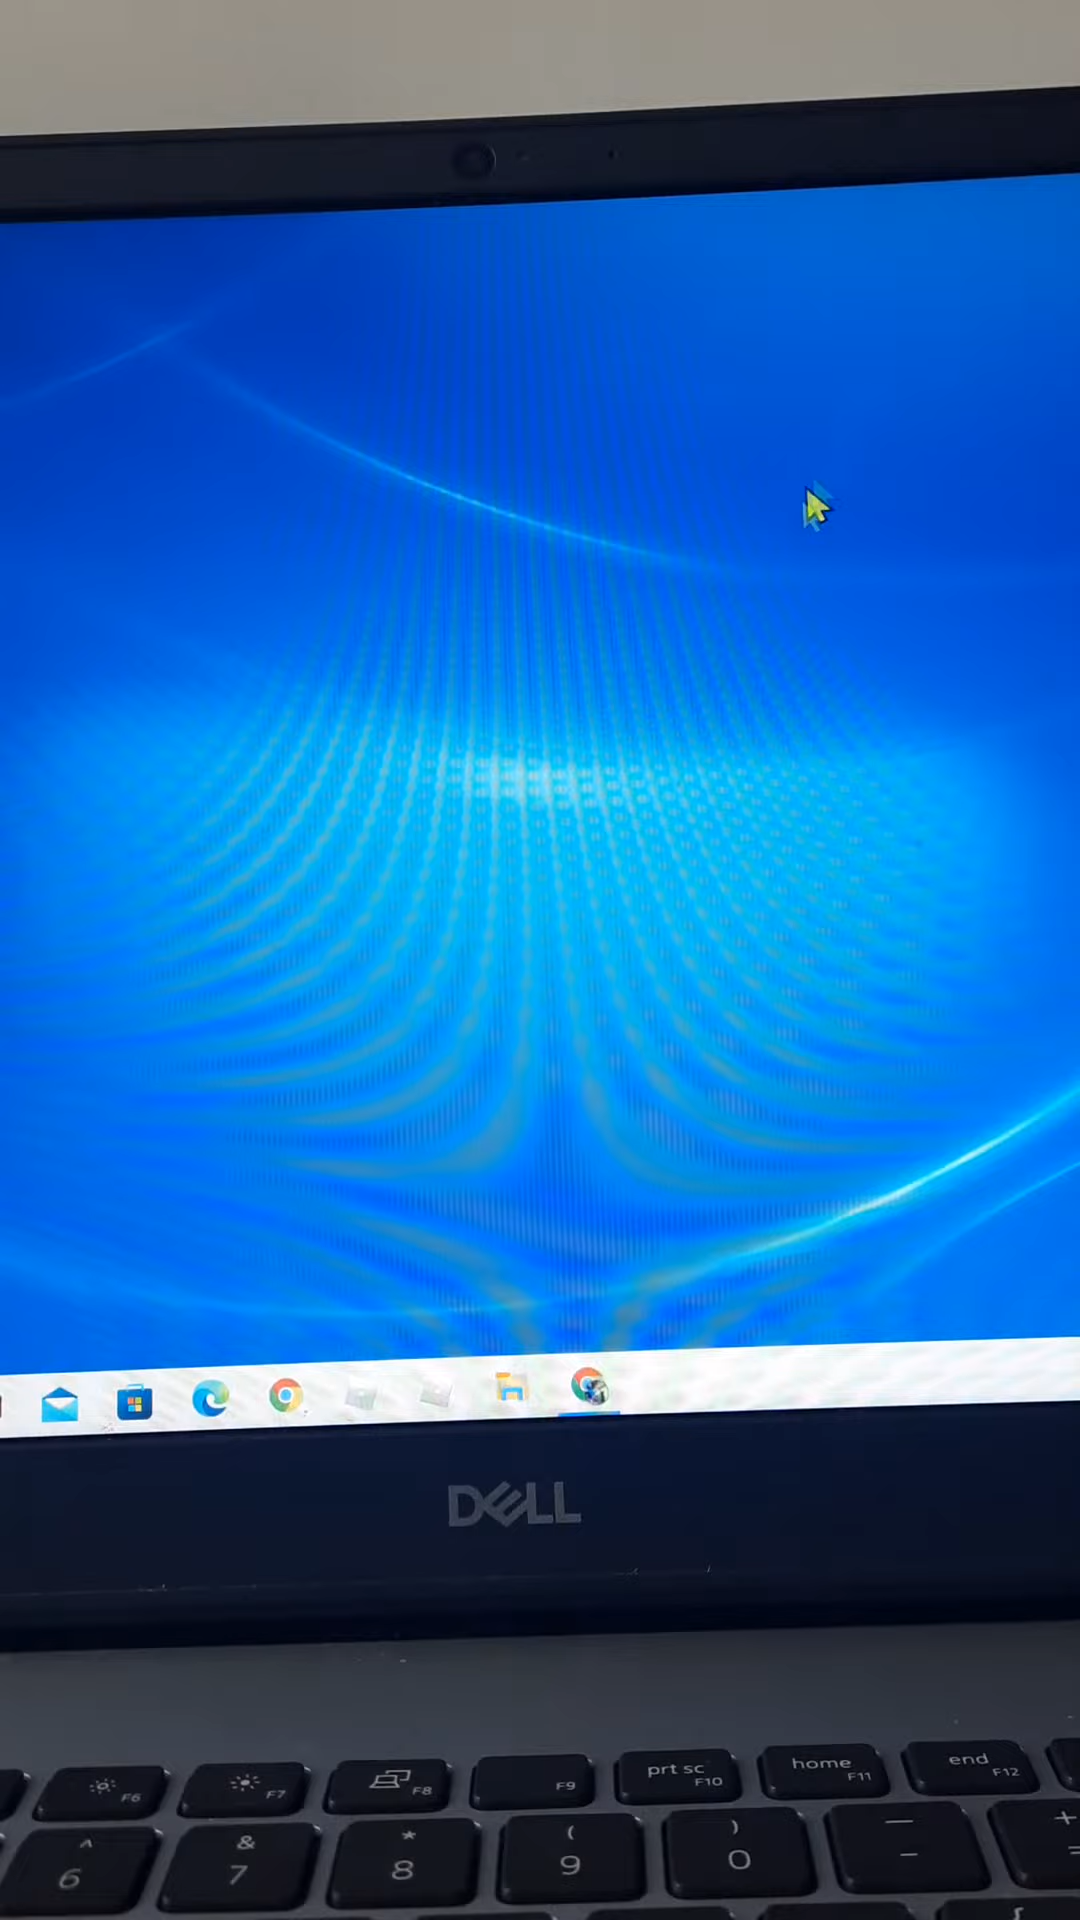 DELL
F6
F7
F8
F9
prt sc
F10
home
F11
end
F12
^
6
&
7
*
8
(
9
)
0
—
-
+
=
{